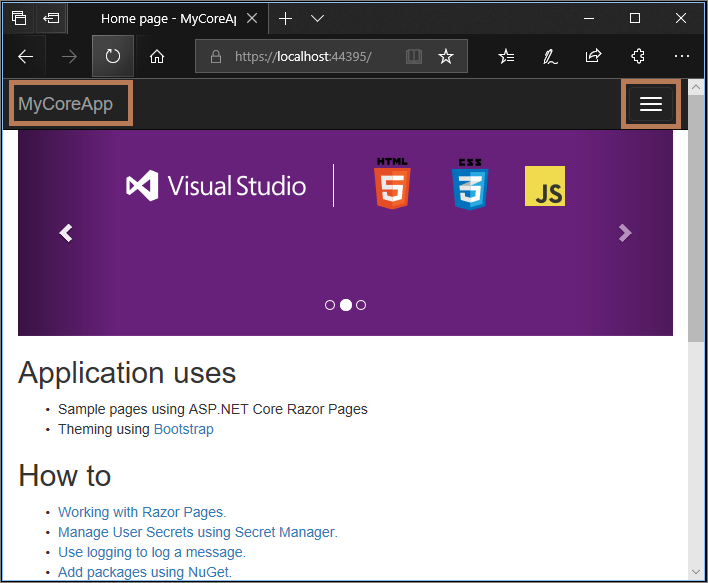 Home page - MyCoreAp
https://localhost:44395/
MyCoreApp
Visual Studio
HTML
5
CSS
3
JS
Application uses
• Sample pages using ASP.NET Core Razor Pages
• Theming using Bootstrap
How to
• Working with Razor Pages.
• Manage User Secrets using Secret Manager.
• Use logging to log a message.
• Add packages using NuGet.